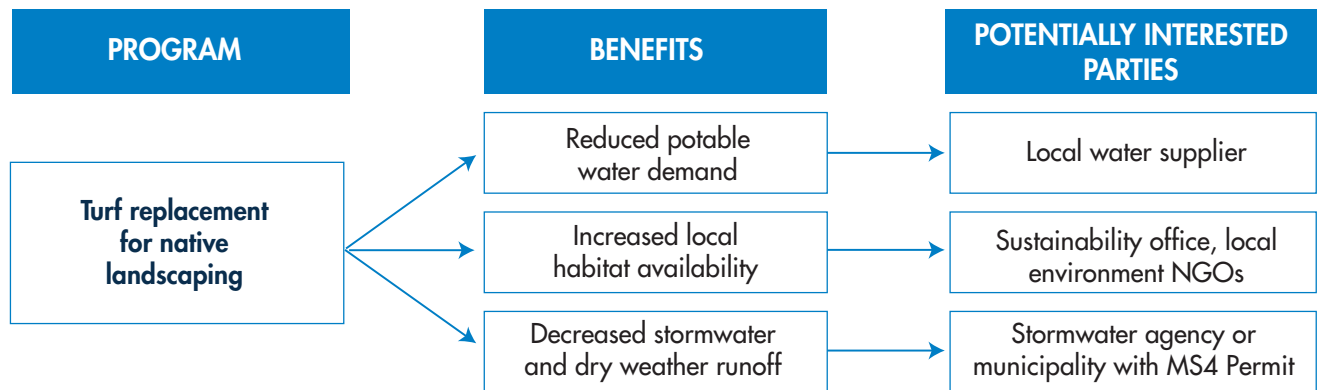 PROGRAM
BENEFITS
POTENTIALLY INTERESTED
PARTIES
Turf replacement
for native
landscaping
Reduced potable
water demand
Local water supplier
Increased local
habitat availability
Sustainability office, local
environment NGOs
Decreased stormwater
and dry weather runoff
Stormwater agency or
municipality with MS4 Permit